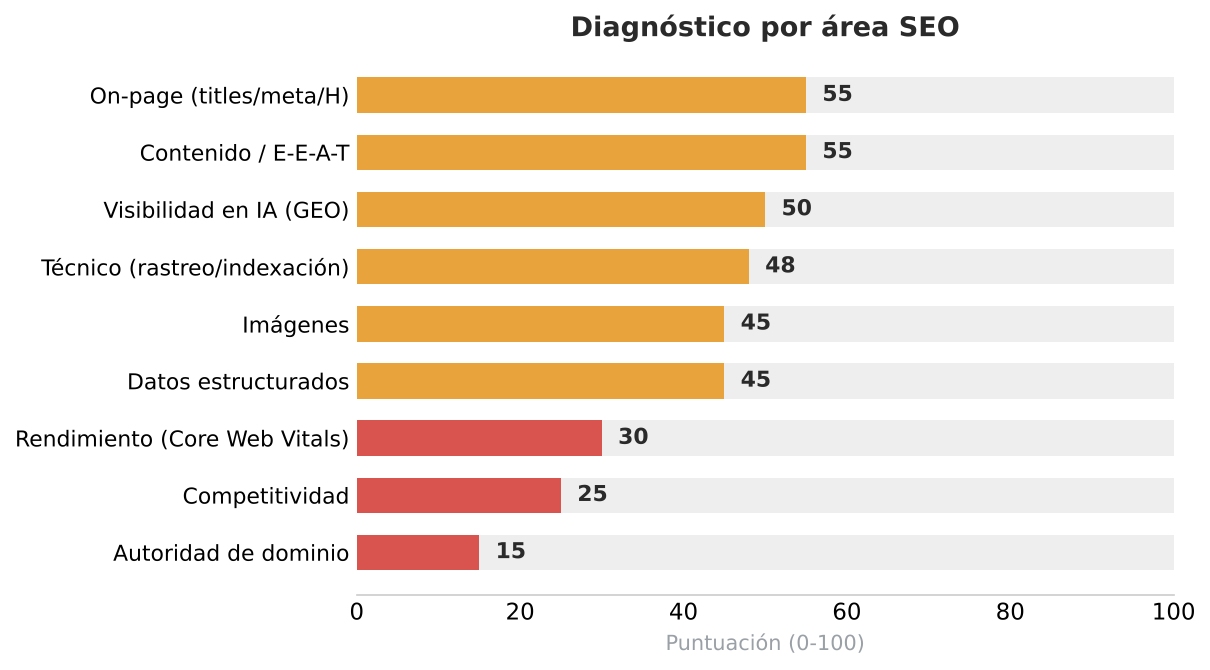 Diagnóstico por área SEO
On-page (titles/meta/H) 55
Contenido / E-E-A-T 55
Visibilidad en IA (GEO) 50
Técnico (rastreo/indexación) 48
Imágenes 45
Datos estructurados 45
Rendimiento (Core Web Vitals) 30
Competitividad 25
Autoridad de dominio 15
0 20 40 60 80 100
Puntuación (0-100)